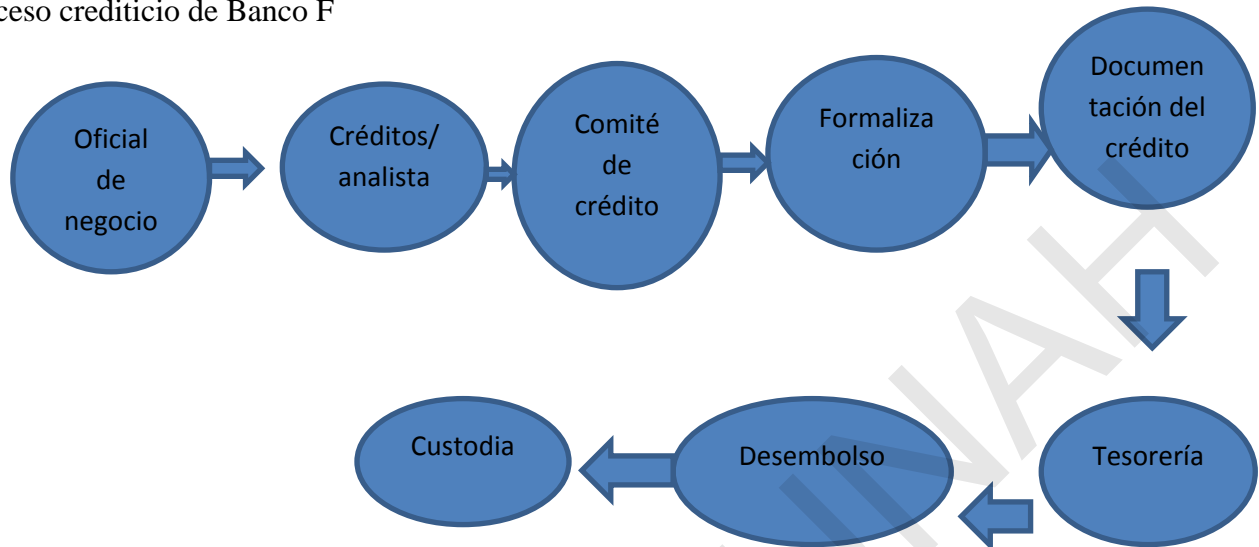 ceso crediticio de Banco F
Oficial
de
negocio
Créditos/
analista
Comité
de
crédito
Formaliza
ción
Documen
tación del
crédito
Tesorería
Desembolso
Custodia